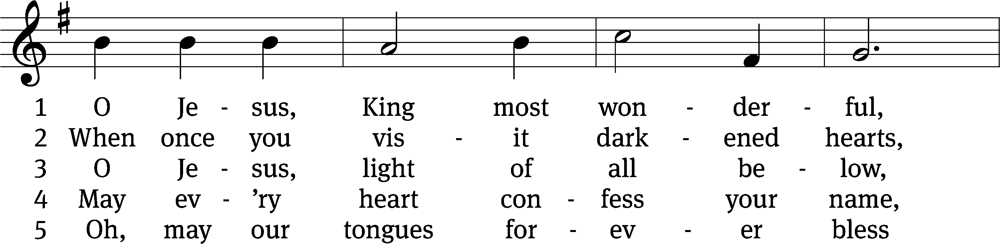 1 O Je - sus, King most won - der - ful,
2 When once you vis - it dark - ened hearts,
3 O Je - sus, light of all be - low,
4 May ev - ’ry heart con - fess your name,
5 Oh, may our tongues for - ev - er bless